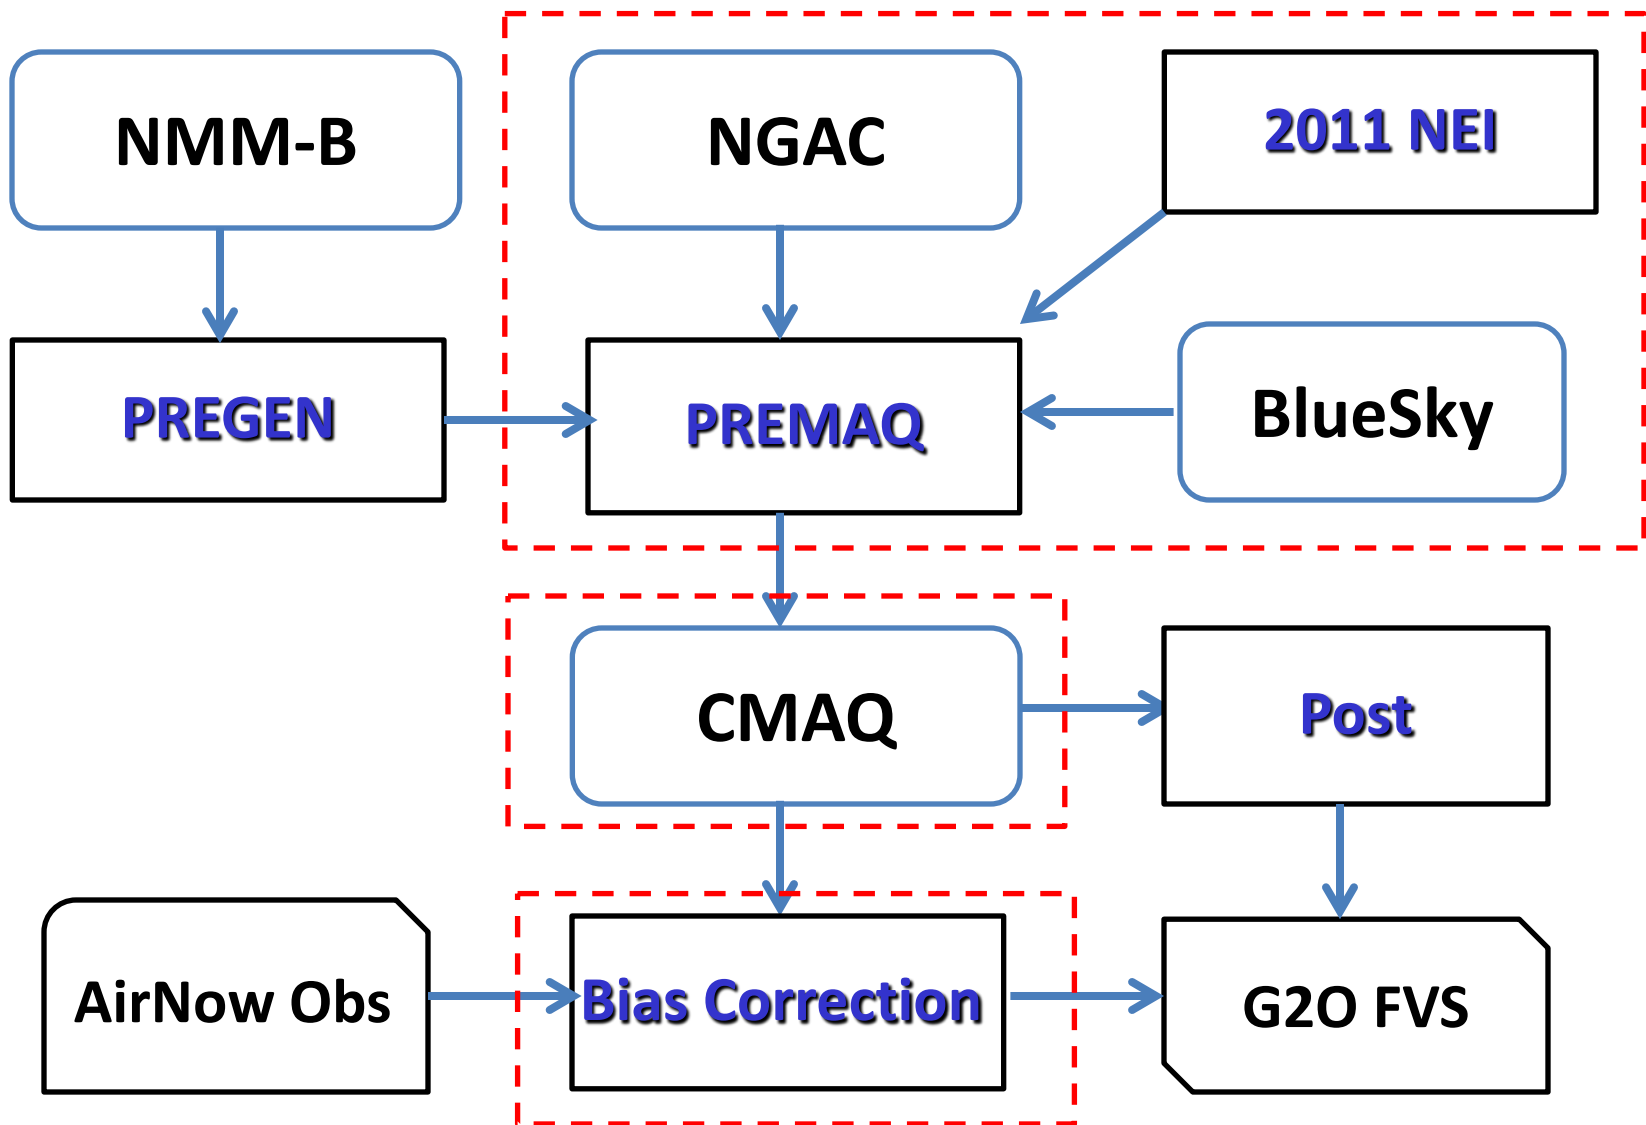 NMM-B
NGAC
2011 NEI
PREGEN
PREMAQ
BlueSky
CMAQ
Post
AirNow Obs
Bias Correction
G2O FVS